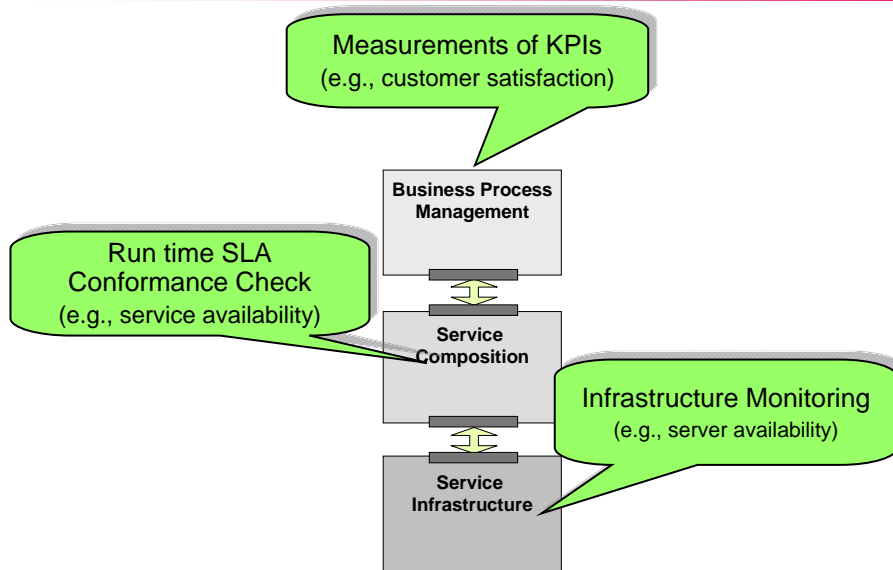 Measurements of KPIs
(e.g., customer satisfaction)
Business Process
Management
Run time SLA
Conformance Check
(e.g., service availability)
Service
Composition
Infrastructure Monitoring
(e.g., server availability)
Service
Infrastructure